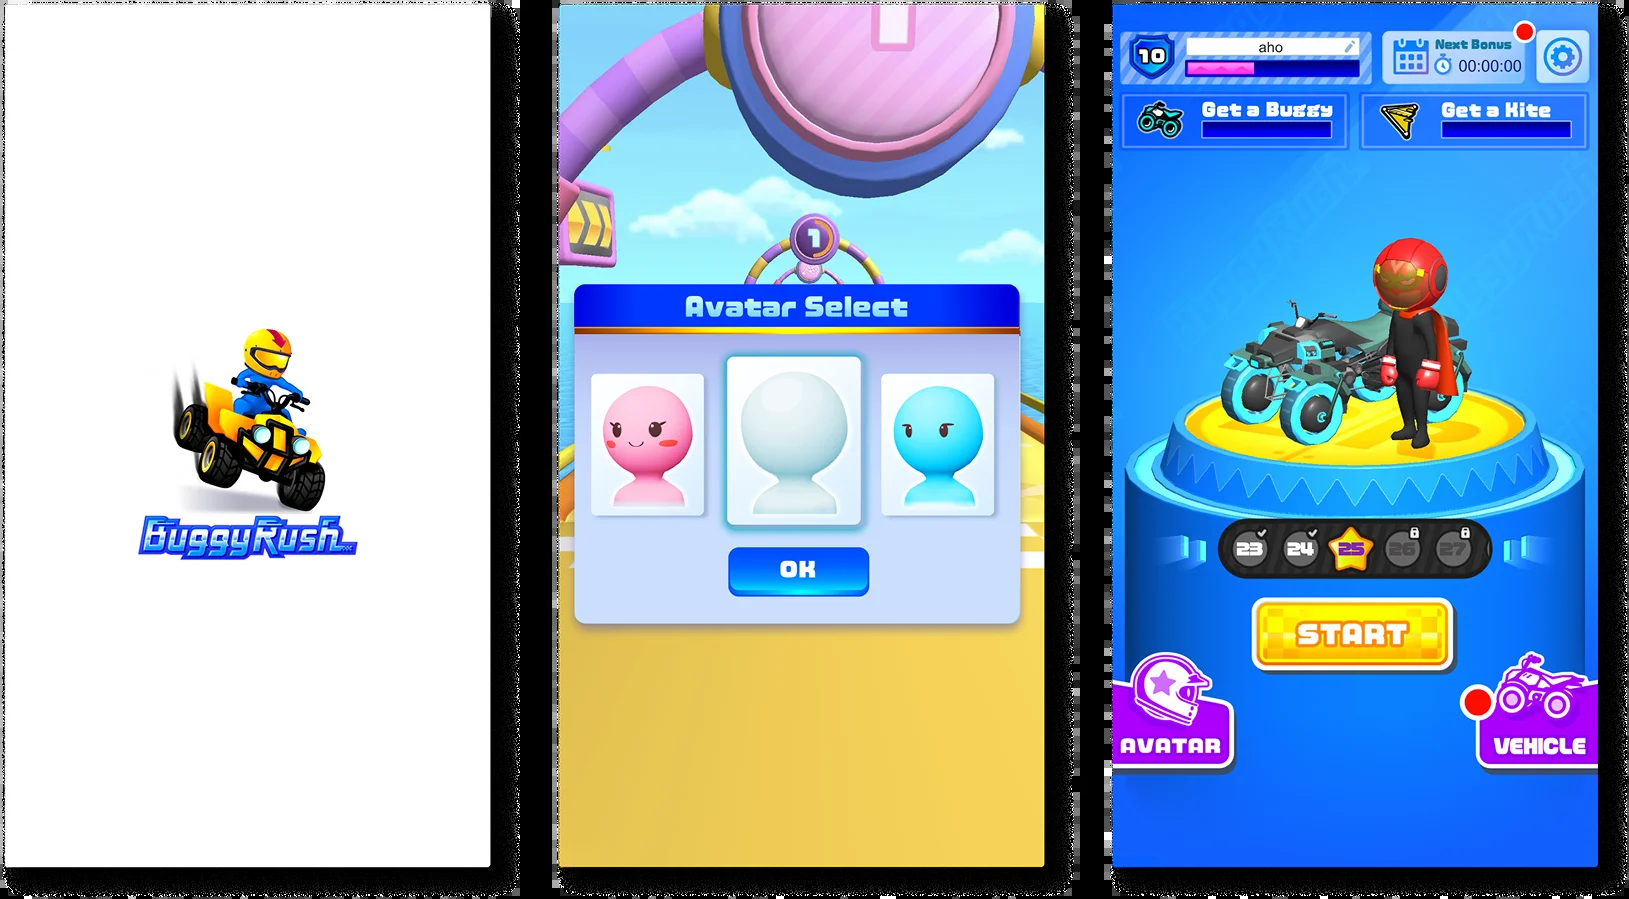 BuggyRush
1
Avatar Select
OK
10
aho
Next Bonus
00:00:00
Get a Buggy
Get a Kite
23
24
25
26
27
START
AVATAR
VEHICLE